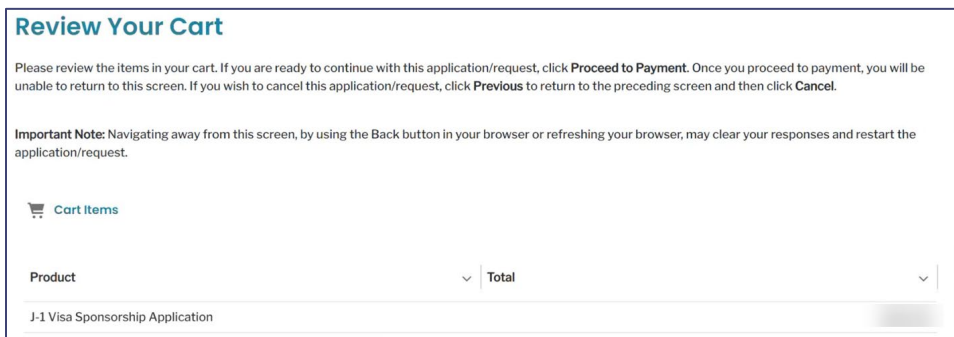 Review Your Cart
Please review the items in your cart. If you are ready to continue with this application/request, click Proceed to Payment. Once you proceed to payment, you will be
unable to return to this screen. If you wish to cancel this application/request, click Previous to return to the preceding screen and then click Cancel.
Important Note: Navigating away from this screen, by using the Back button in your browser or refreshing your browser, may clear your responses and restart the
application/request.
Cart Items
Product Total
J-1 Visa Sponsorship Application